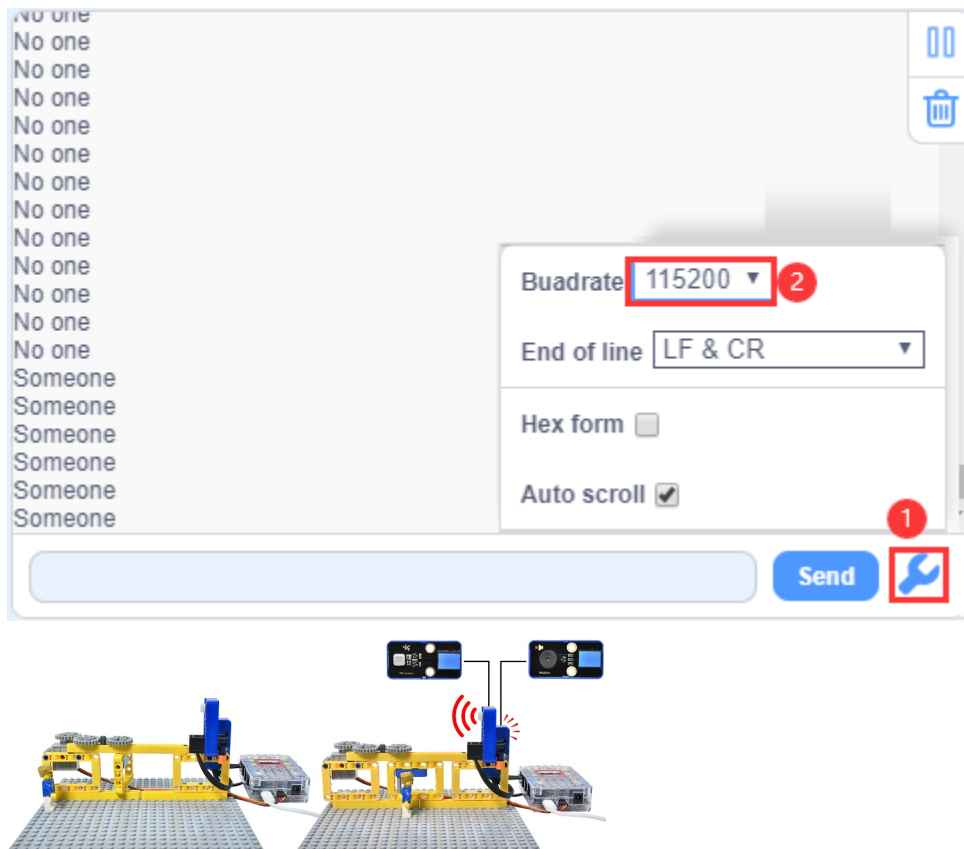 No one
No one
No one
No one
No one
No one
No one
No one
No one
No one
No one
No one
No one
Someone
Someone
Someone
Someone
Someone
Someone
Buadrate 115200 2
End of line LF & CR
Hex form
Auto scroll
1
Send